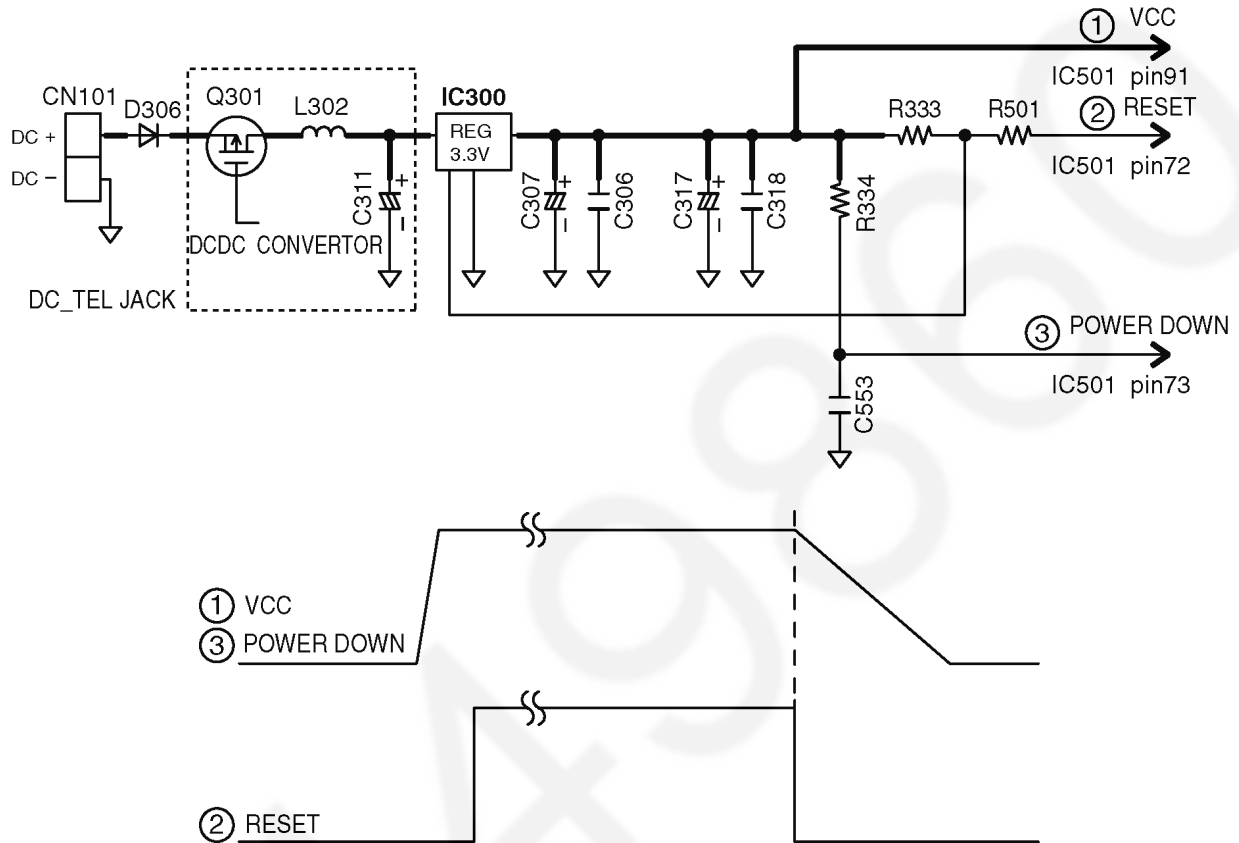 ① VCC
IC501 pin91
CN101
D306
Q301
L302
IC300
R333
R501
② RESET
DC +
REG
3.3V
IC501 pin72
DC −
C311
+
−
C307
+
−
C306
C317
+
−
C318
R334
DCDC CONVERTOR
DC_TEL JACK
③ POWER DOWN
IC501 pin73
C553
① VCC
③ POWER DOWN
② RESET
49860